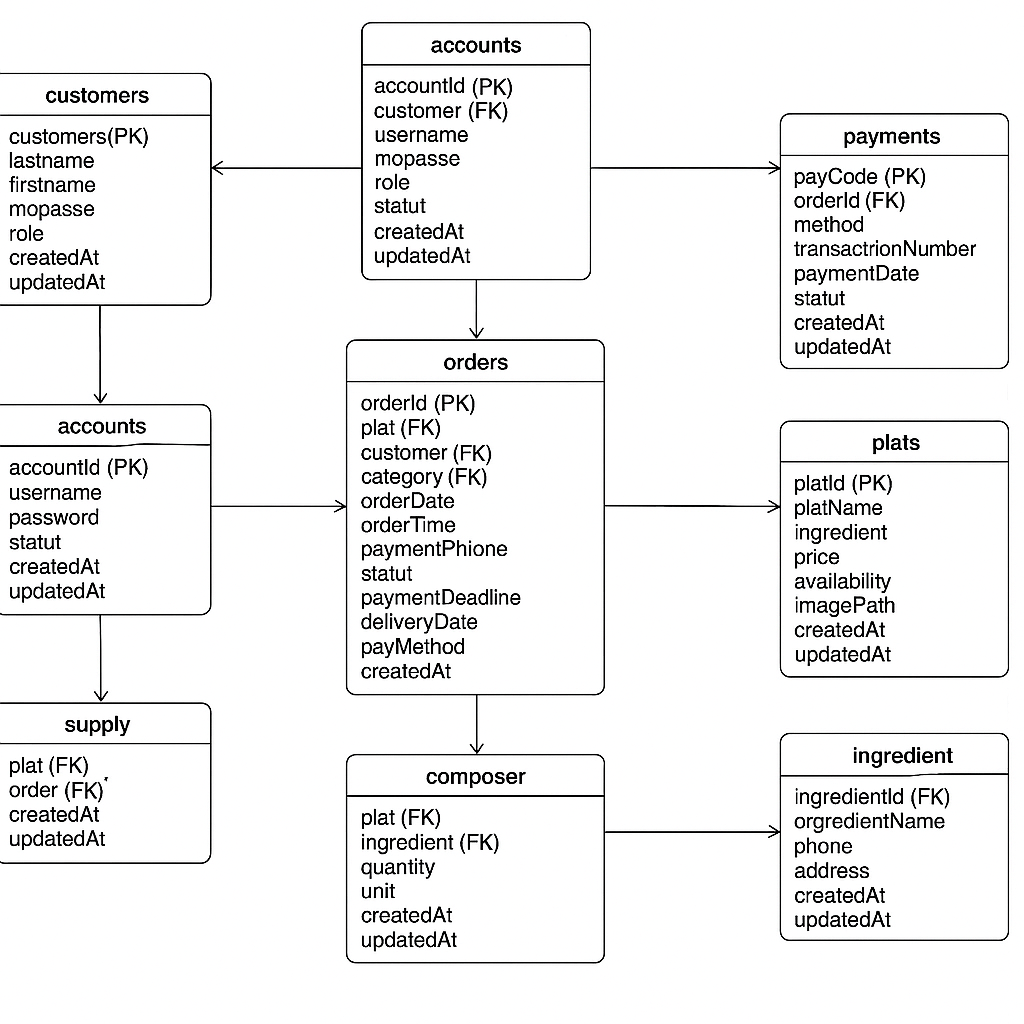 accounts
accountId (PK)
customer (FK)
username
mopasse
role
statut
createdAt
updatedAt
customers
customers(PK)
lastname
firstname
mopasse
role
createdAt
updatedAt
payments
payCode (PK)
orderId (FK)
method
transactrionNumber
paymentDate
statut
createdAt
updatedAt
orders
orderId (PK)
plat (FK)
customer (FK)
category (FK)
orderDate
orderTime
paymentPhione
statut
paymentDeadline
deliveryDate
payMethod
createdAt
accounts
accountId (PK)
username
password
statut
createdAt
updatedAt
plats
platId (PK)
platName
ingredient
price
availability
imagePath
createdAt
updatedAt
supply
plat (FK)
order (FK)
createdAt
updatedAt
composer
plat (FK)
ingredient (FK)
quantity
unit
createdAt
updatedAt
ingredient
ingredientId (FK)
orgredientName
phone
address
createdAt
updatedAt